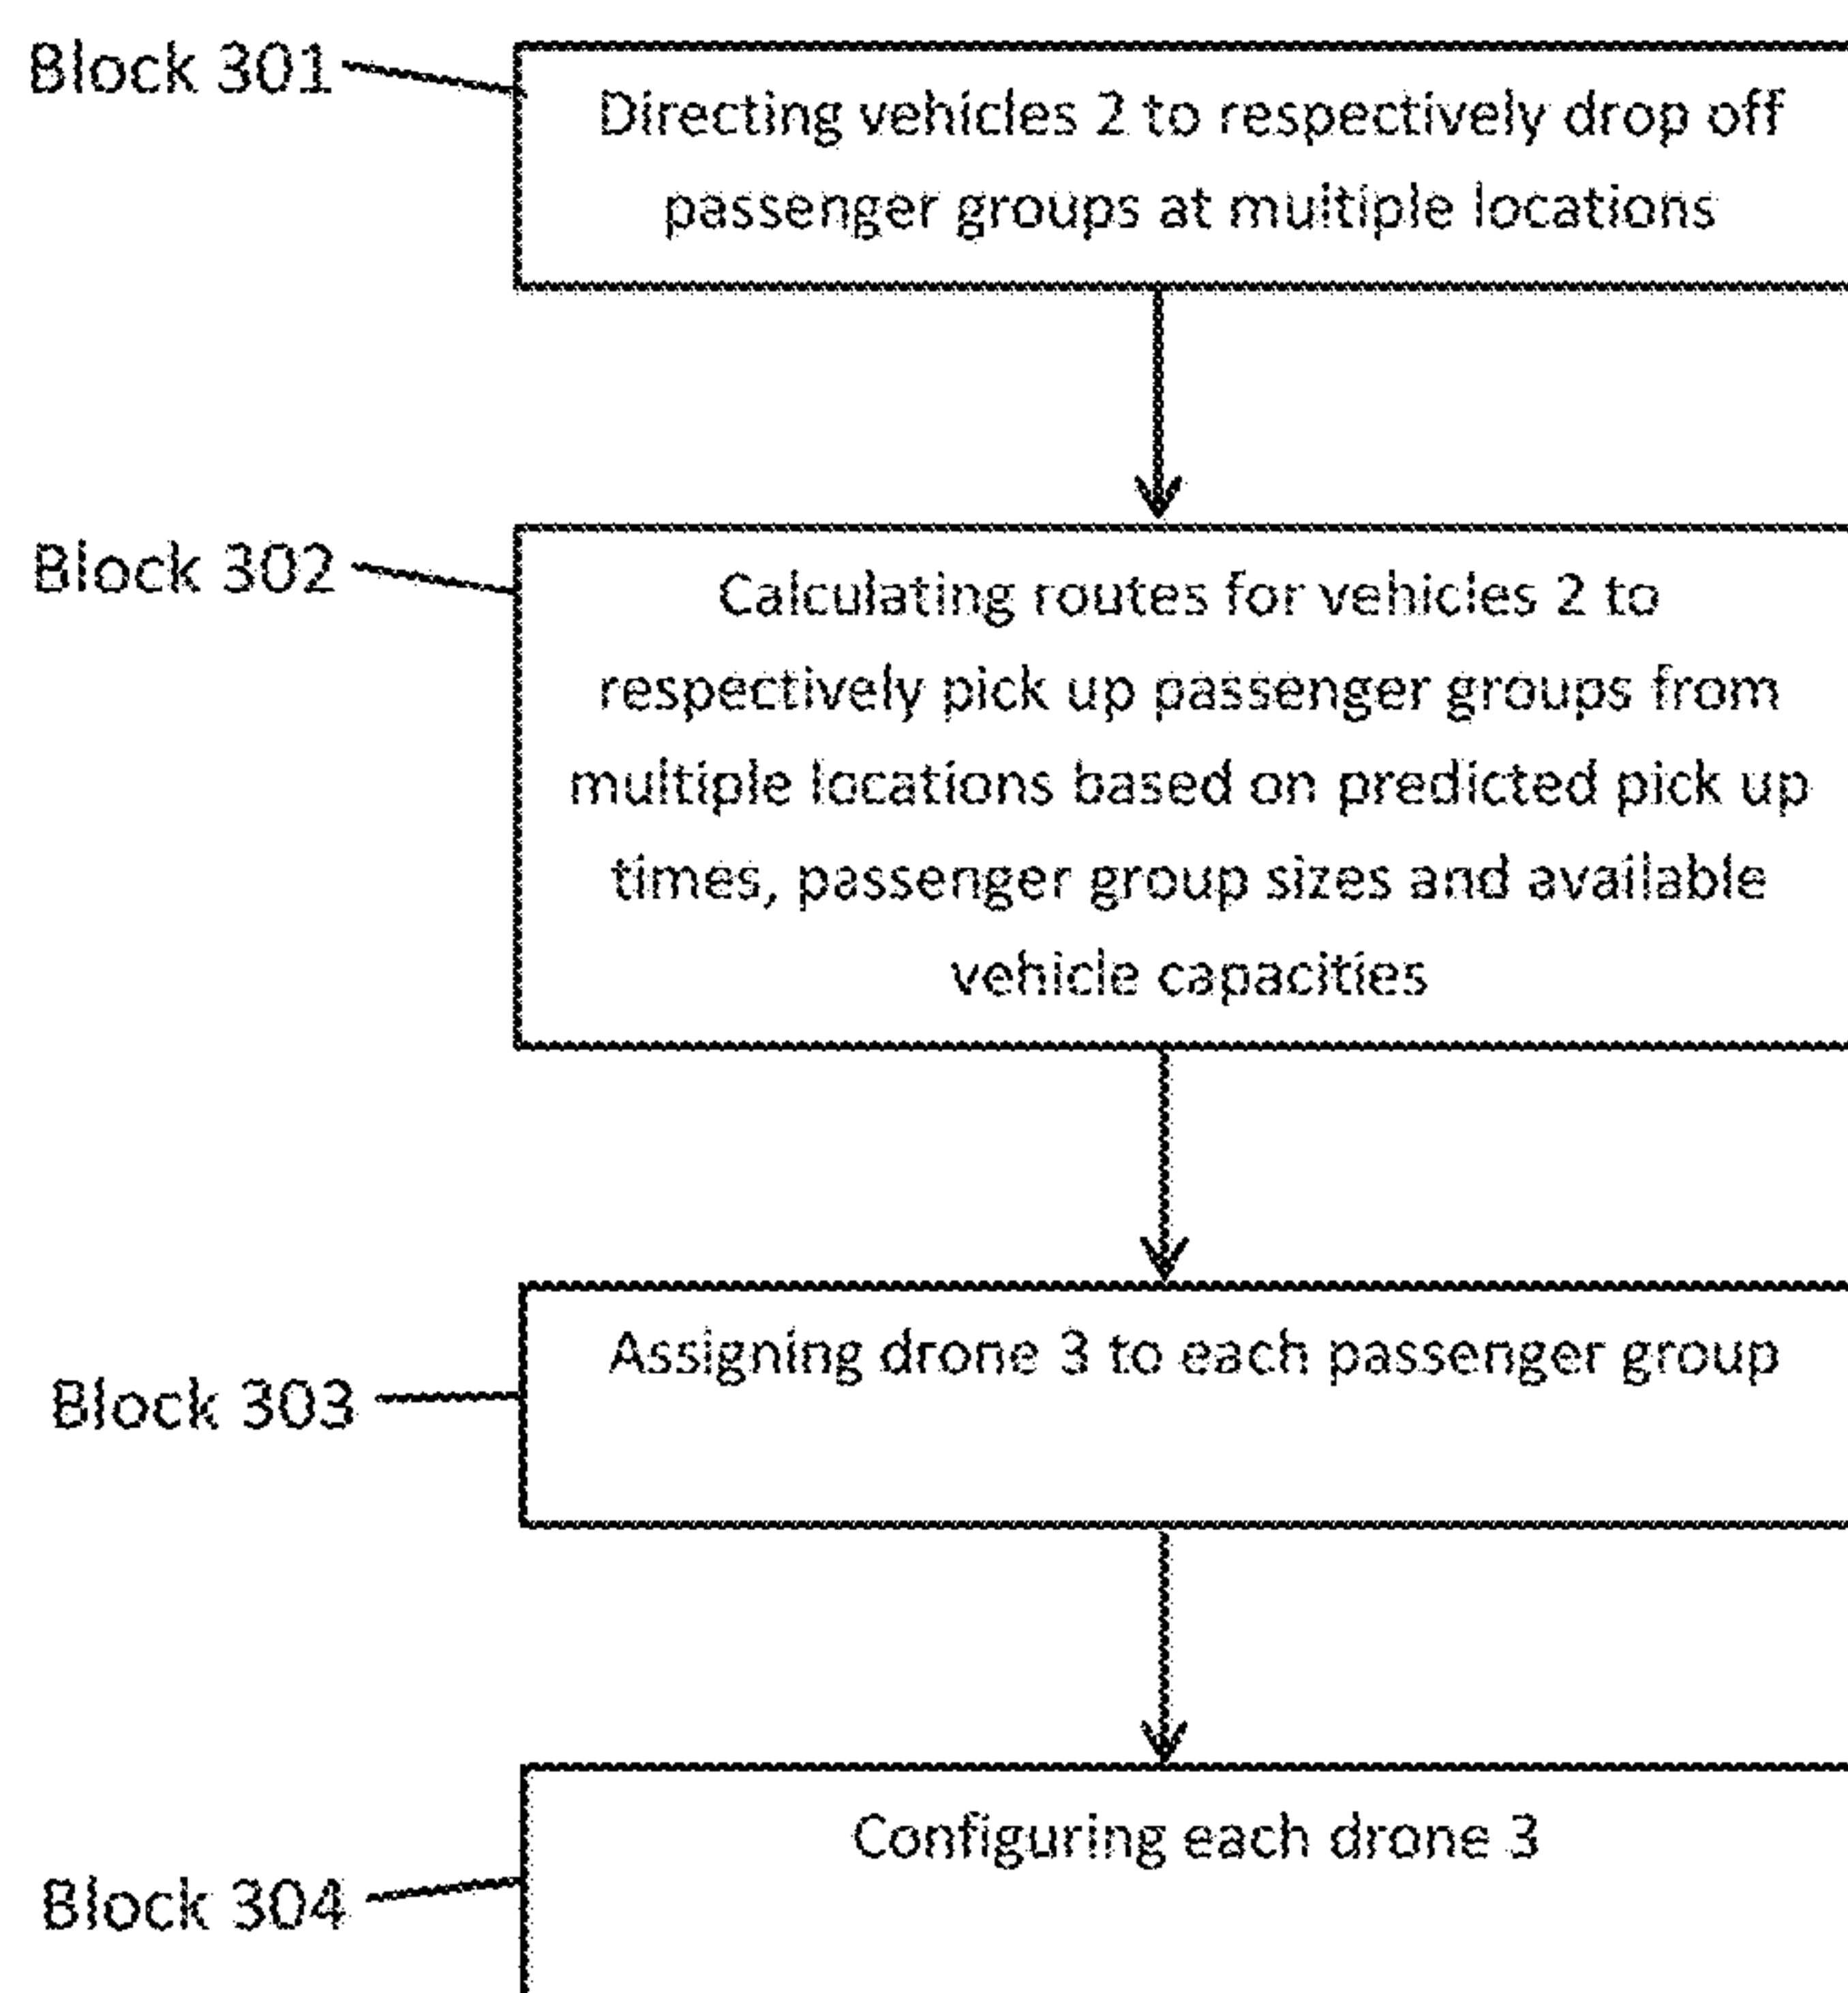 Block 301
Directing vehicles 2 to respectively drop off
passenger groups at multiple locations
Block 302
Calculating routes for vehicles 2 to
respectively pick up passenger groups from
multiple locations based on predicted pick up
times, passenger group sizes and available
vehicle capacities
Block 303
Assigning drone 3 to each passenger group
Block 304
Configuring each drone 3